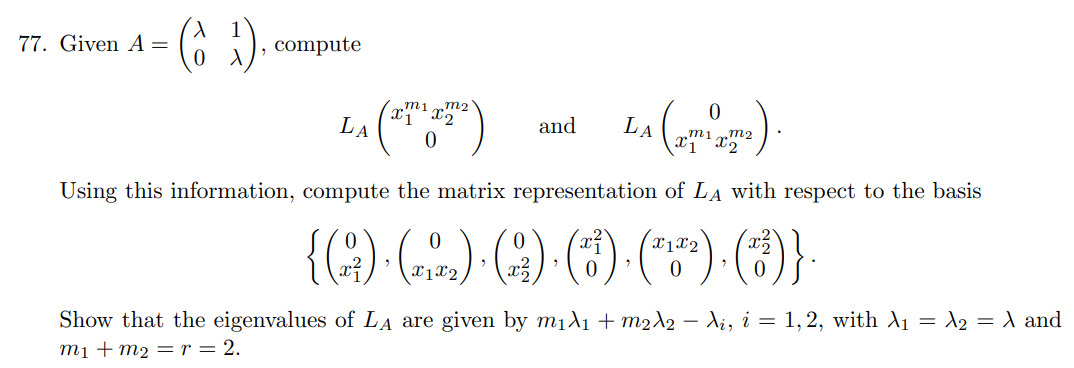 77. Given $A = \begin{pmatrix} \lambda & 1 \\ 0 & \lambda \end{pmatrix}$, compute
$L_A \begin{pmatrix} x_1^{m_1} x_2^{m_2} \\ 0 \end{pmatrix}$ and $L_A \begin{pmatrix} 0 \\ x_1^{m_1} x_2^{m_2} \end{pmatrix}$.
Using this information, compute the matrix representation of $L_A$ with respect to the basis
$\left\{ \begin{pmatrix} 0 \\ x_1^2 \end{pmatrix}, \begin{pmatrix} 0 \\ x_1 x_2 \end{pmatrix}, \begin{pmatrix} 0 \\ x_2^2 \end{pmatrix}, \begin{pmatrix} x_1^2 \\ 0 \end{pmatrix}, \begin{pmatrix} x_1 x_2 \\ 0 \end{pmatrix}, \begin{pmatrix} x_2^2 \\ 0 \end{pmatrix} \right\}.$
Show that the eigenvalues of $L_A$ are given by $m_1\lambda_1 + m_2\lambda_2 - \lambda_i$, $i = 1, 2$, with $\lambda_1 = \lambda_2 = \lambda$ and
$m_1 + m_2 = r = 2$.